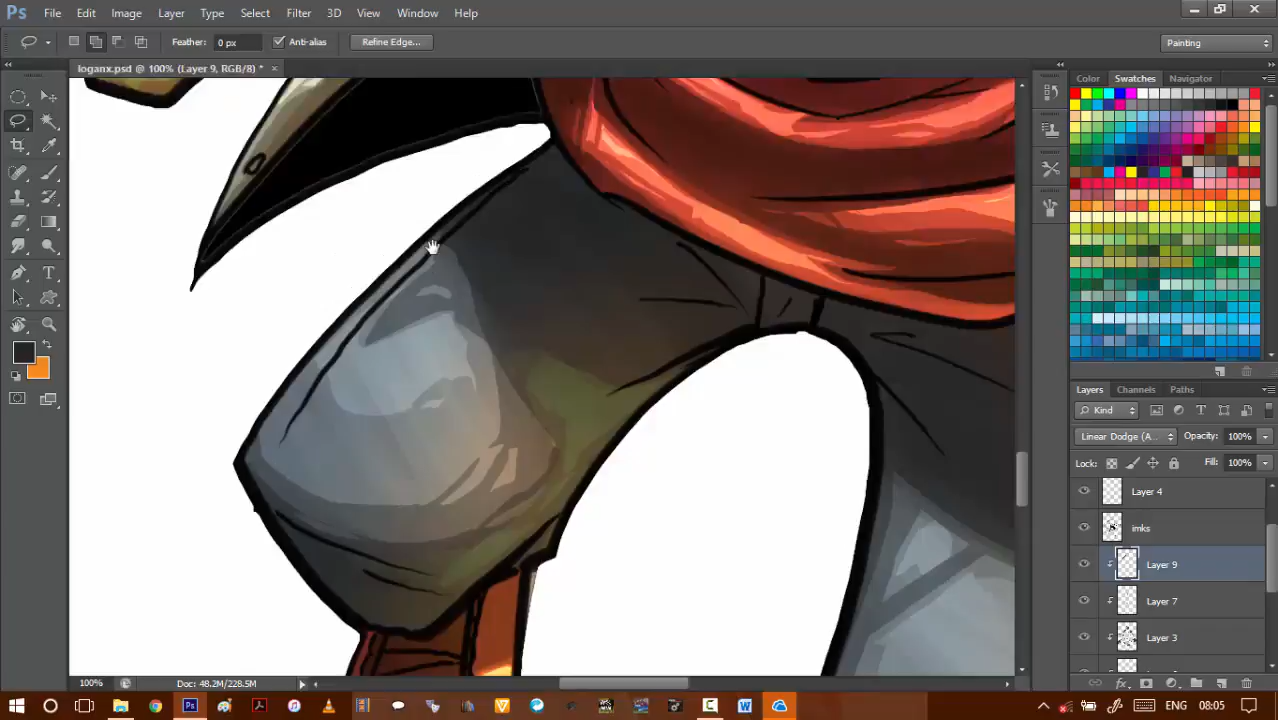 Ps File Edit Image Layer Type Select Filter 3D View Window Help
Feather: 0 px Anti-alias Refine Edge... Painting
loganx.psd @ 100% (Layer 9, RGB/8) * ×
Color Swatches Navigator
Layers Channels Paths
Kind
Linear Dodge (A... Opacity: 100%
Lock: Fill: 100%
Layer 4
imks
Layer 9
Layer 7
Layer 3
100% Doc: 48.2M/228.5M
ENG 08:05